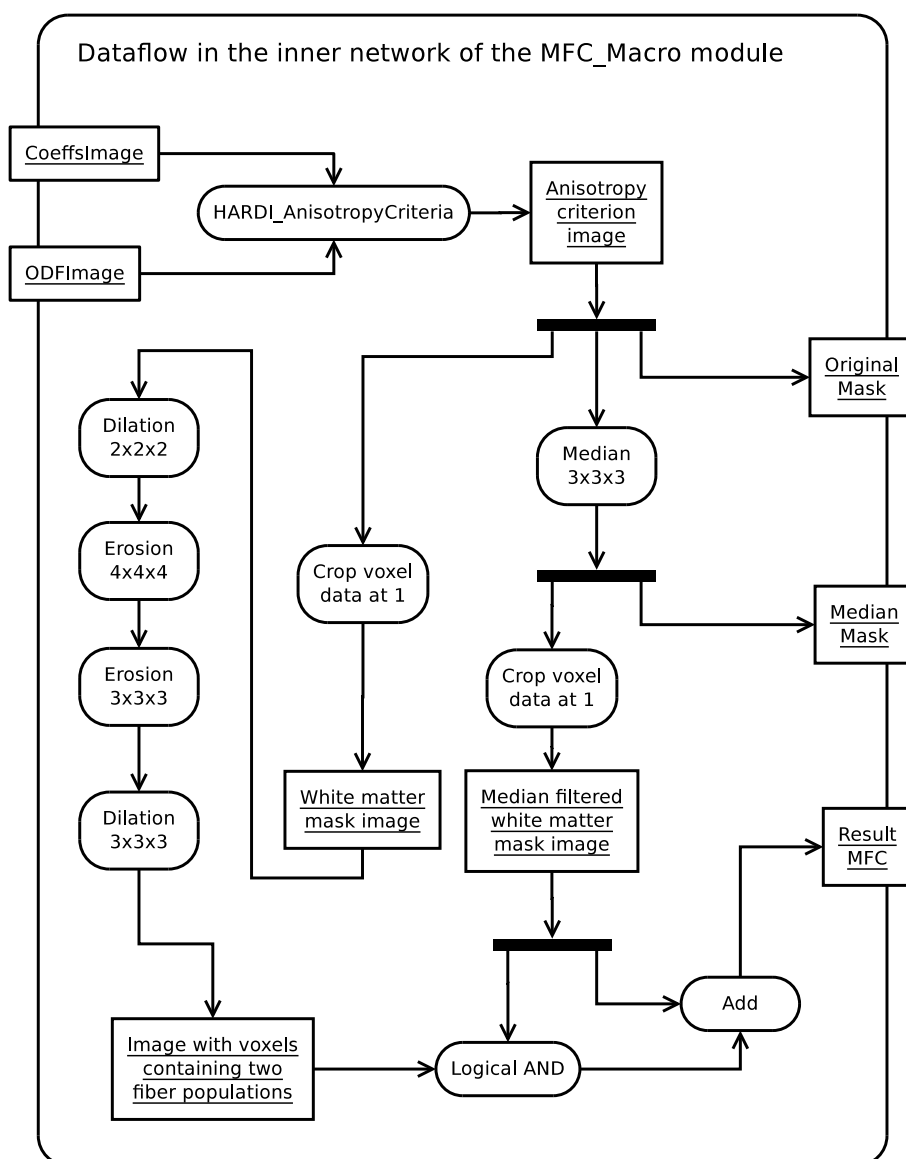 Dataflow in the inner network of the MFC_Macro module
CoeffsImage
HARDI_AnisotropyCriteria
Anisotropy
criterion
image
ODFImage
Original
Mask
Dilation
2x2x2
Median
3x3x3
Erosion
4x4x4
Crop voxel
data at 1
Median
Mask
Erosion
3x3x3
Crop voxel
data at 1
Dilation
3x3x3
White matter
mask image
Median filtered
white matter
mask image
Result
MFC
Add
Image with voxels
containing two
fiber populations
Logical AND